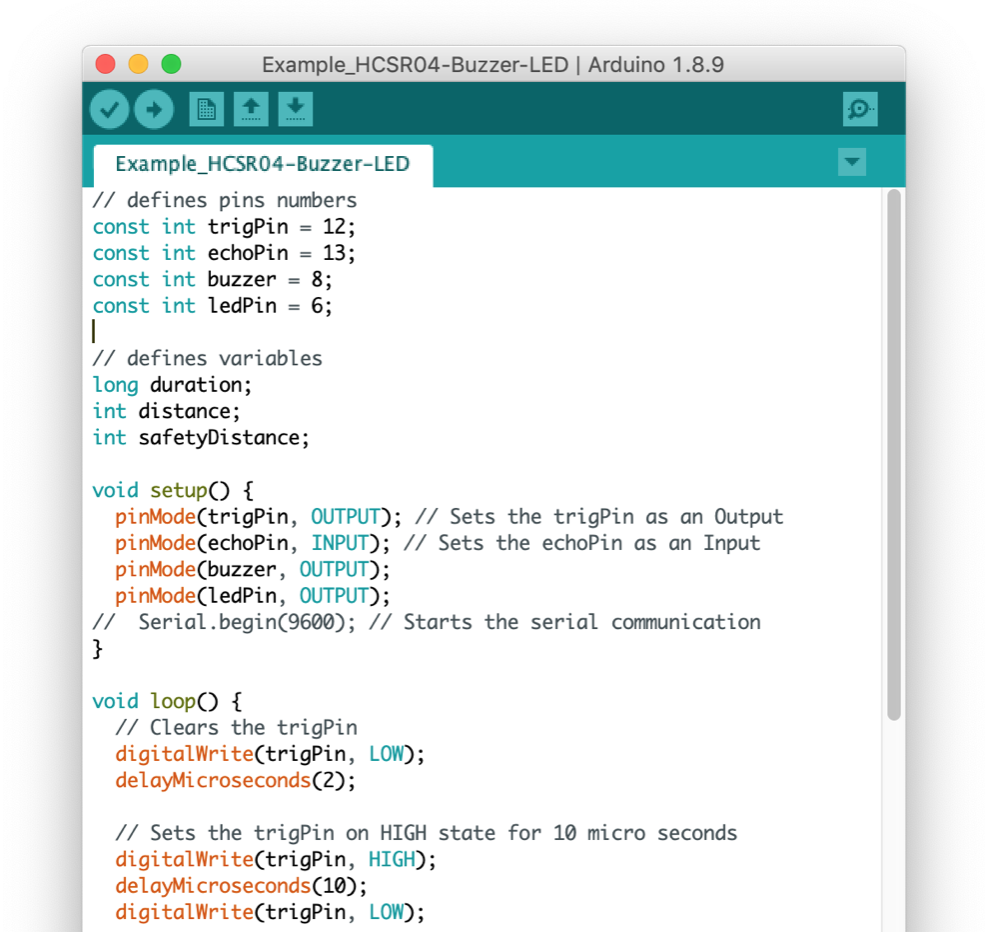 Example_HCSR04-Buzzer-LED | Arduino 1.8.9
Example_HCSR04-Buzzer-LED
// defines pins numbers
const int trigPin = 12;
const int echoPin = 13;
const int buzzer = 8;
const int ledPin = 6;
// defines variables
long duration;
int distance;
int safetyDistance;
void setup() {
  pinMode(trigPin, OUTPUT); // Sets the trigPin as an Output
  pinMode(echoPin, INPUT); // Sets the echoPin as an Input
  pinMode(buzzer, OUTPUT);
  pinMode(ledPin, OUTPUT);
//  Serial.begin(9600); // Starts the serial communication
}
void loop() {
  // Clears the trigPin
  digitalWrite(trigPin, LOW);
  delayMicroseconds(2);
  // Sets the trigPin on HIGH state for 10 micro seconds
  digitalWrite(trigPin, HIGH);
  delayMicroseconds(10);
  digitalWrite(trigPin, LOW);